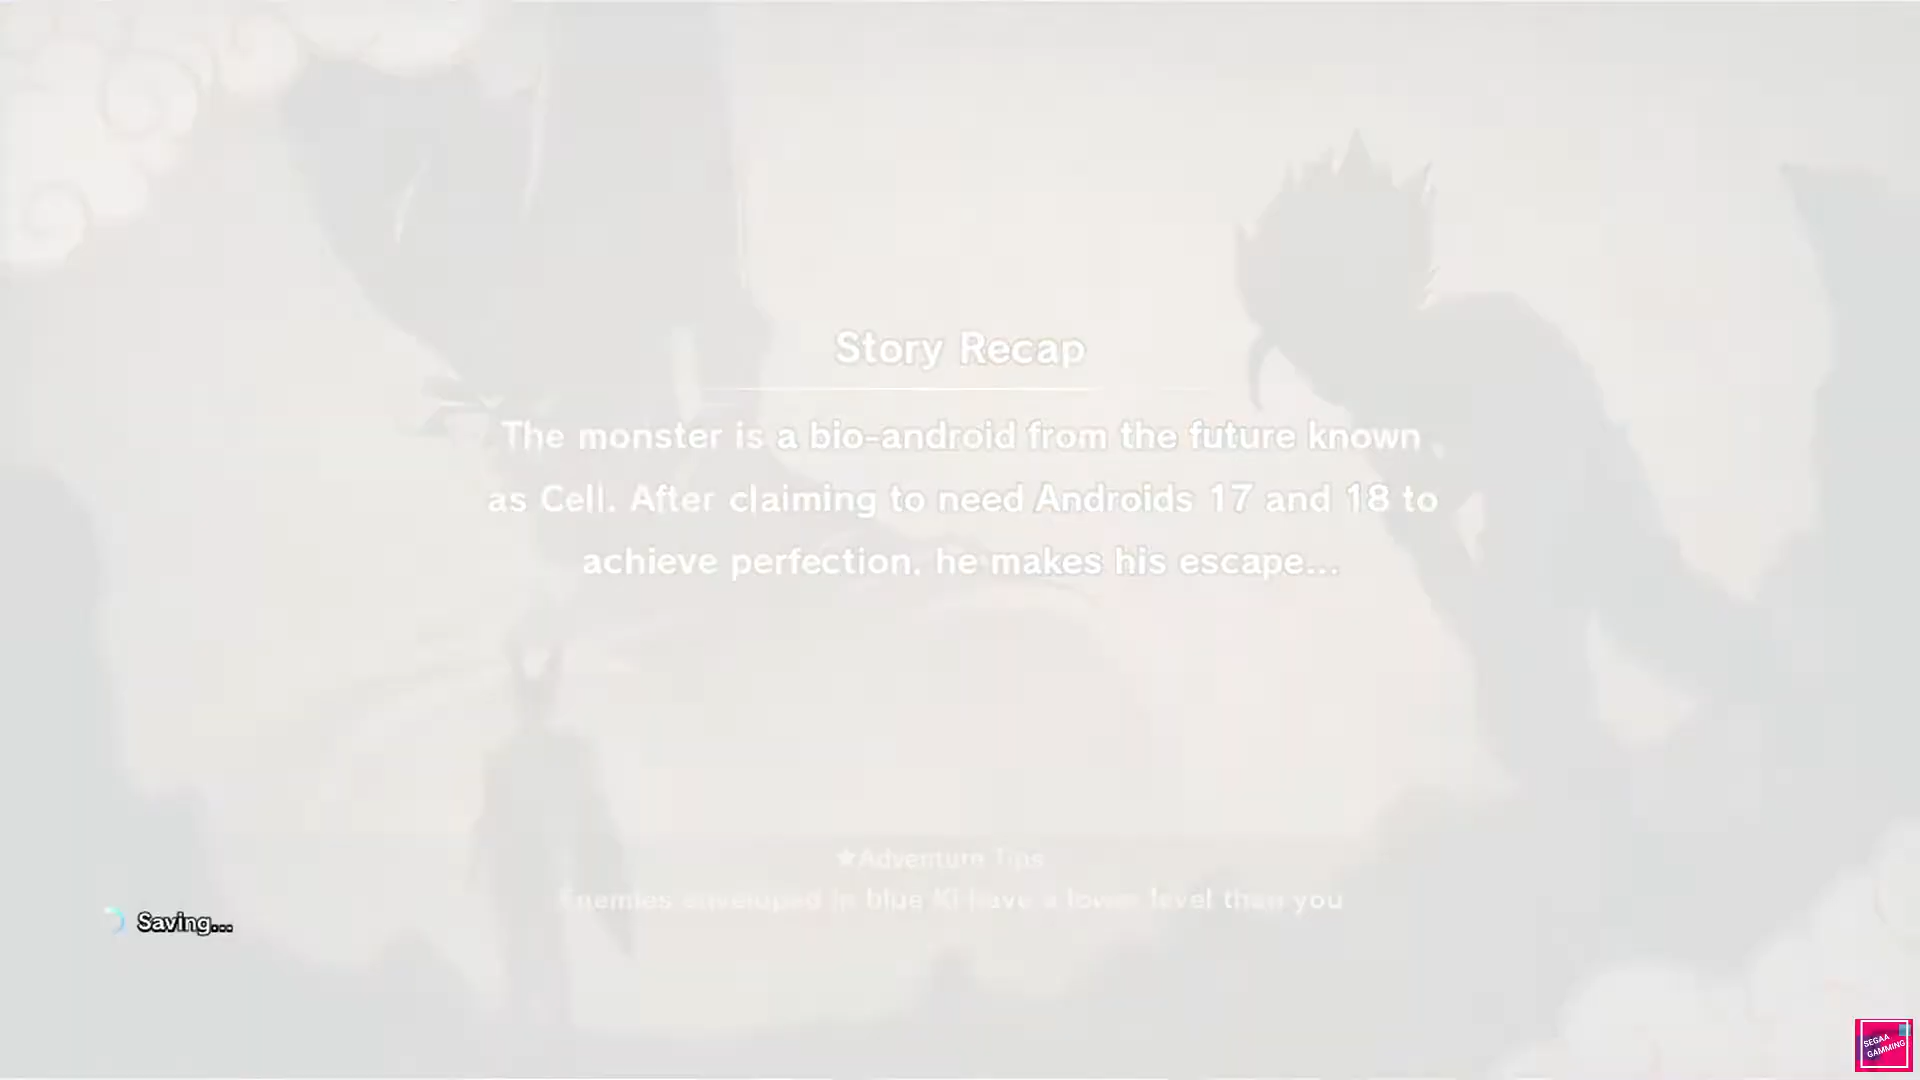 Story Recap
The monster is a bio-android from the future known
as Cell. After claiming to need Androids 17 and 18 to
achieve perfection, he makes his escape...
★Adventure Tips
Enemies enveloped in blue Ki have a lower level than you
Saving...
SEGAA
GAMMING